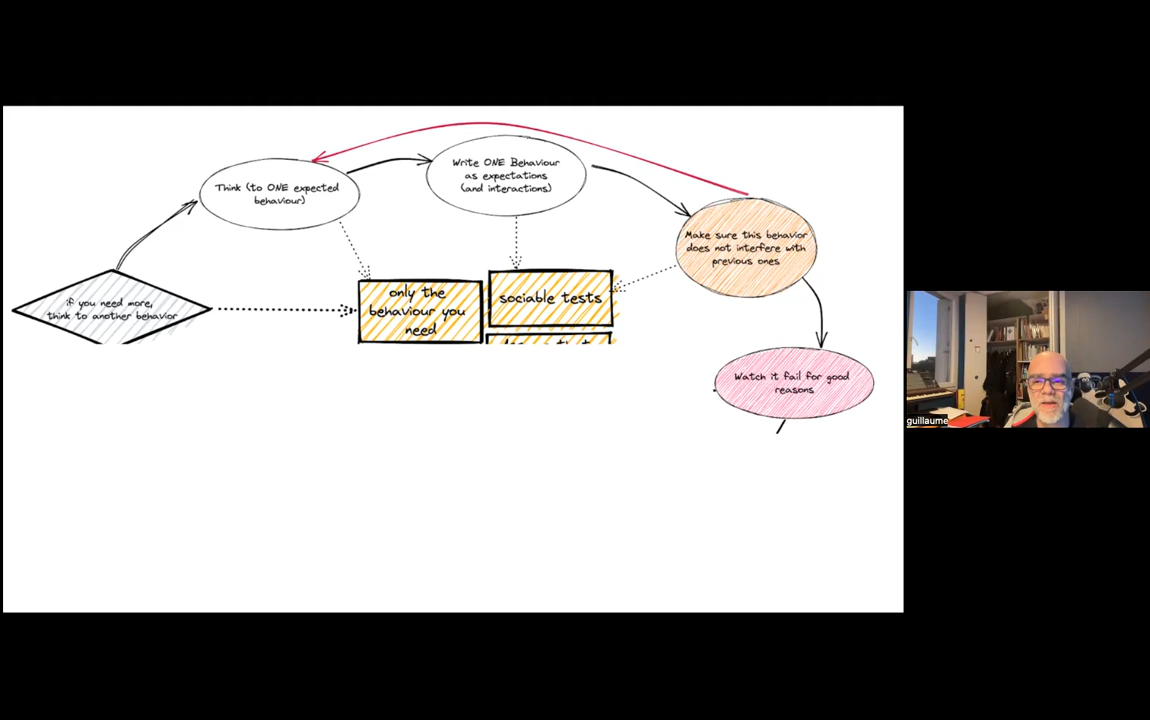 Write ONE Behaviour
as expectations
(and interactions)
Think (to ONE expected
behaviour)
Make sure this behavior
does not interfere with
previous ones
if you need more,
think to another behavior
only the
behaviour you
need
sociable tests
Watch it fail for good
reasons
guillaume